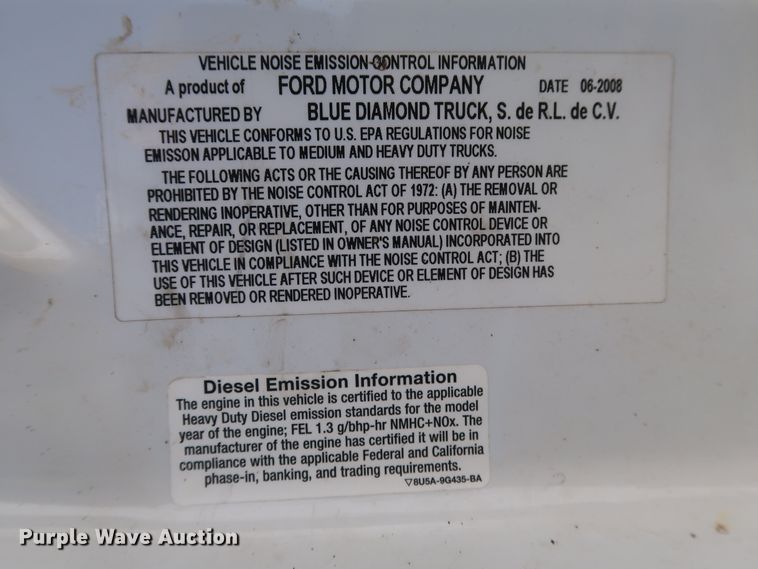 VEHICLE NOISE EMISSION-CONTROL INFORMATION
A product of FORD MOTOR COMPANY DATE 06-2008
MANUFACTURED BY BLUE DIAMOND TRUCK, S. de R.L. de C.V.
THIS VEHICLE CONFORMS TO U.S. EPA REGULATIONS FOR NOISE
EMISSON APPLICABLE TO MEDIUM AND HEAVY DUTY TRUCKS.
THE FOLLOWING ACTS OR THE CAUSING THEREOF BY ANY PERSON ARE
PROHIBITED BY THE NOISE CONTROL ACT OF 1972: (A) THE REMOVAL OR
RENDERING INOPERATIVE, OTHER THAN FOR PURPOSES OF MAINTEN-
ANCE, REPAIR, OR REPLACEMENT, OF ANY NOISE CONTROL DEVICE OR
ELEMENT OF DESIGN (LISTED IN OWNER'S MANUAL) INCORPORATED INTO
THIS VEHICLE IN COMPLIANCE WITH THE NOISE CONTROL ACT; (B) THE
USE OF THIS VEHICLE AFTER SUCH DEVICE OR ELEMENT OF DESIGN HAS
BEEN REMOVED OR RENDERED INOPERATIVE.
Diesel Emission Information
The engine in this vehicle is certified to the applicable
Heavy Duty Diesel emission standards for the model
year of the engine; FEL 1.3 g/bhp-hr NMHC+NOx. The
manufacturer of the engine has certified it will be in
compliance with the applicable Federal and California
phase-in, banking, and trading requirements.
▽8U5A-9G435-BA
Purple Wave Auction